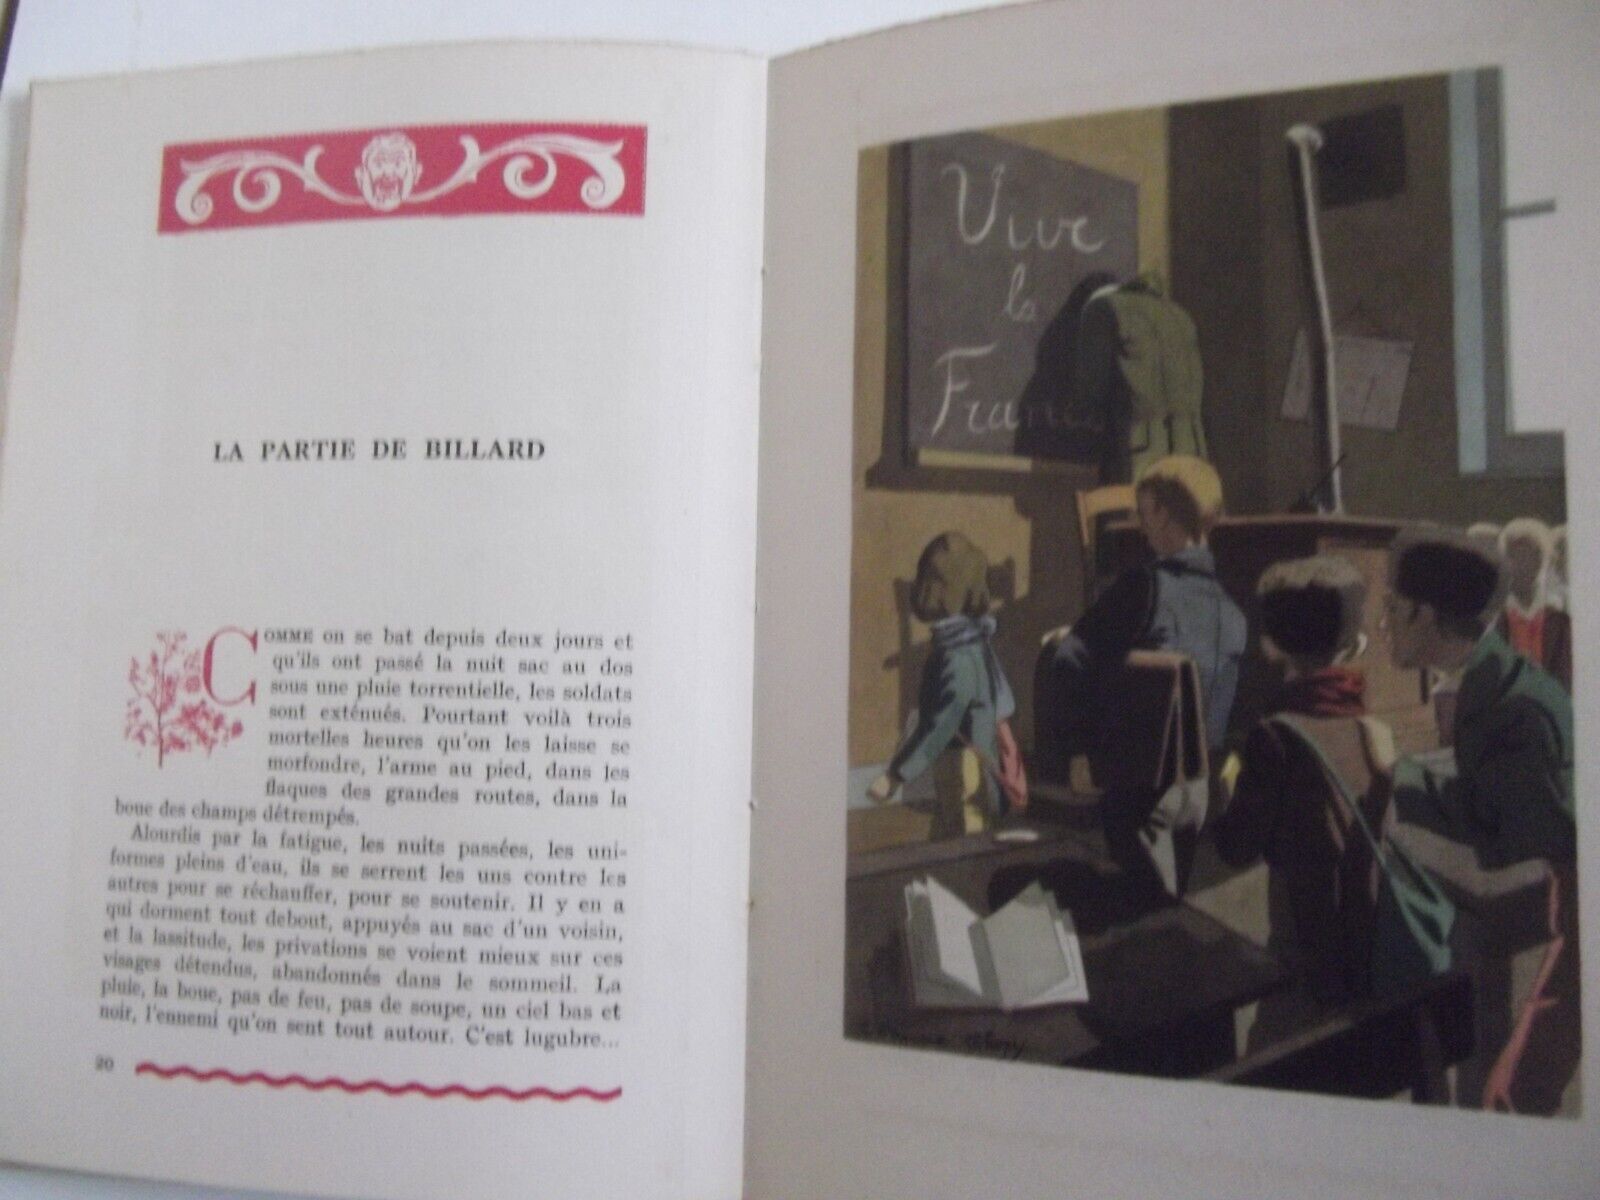 LA PARTIE DE BILLARD
COMME on se bat depuis deux jours et
qu'ils ont passé la nuit sac au dos
sous une pluie torrentielle, les soldats
sont exténués. Pourtant voilà trois
mortelles heures qu'on les laisse se
morfondre, l'arme au pied, dans les
flaques des grandes routes, dans la
boue des champs détrempés.
Alourdis par la fatigue, les nuits passées, les uni-
formes pleins d'eau, ils se serrent les uns contre les
autres pour se réchauffer, pour se soutenir. Il y en a
qui dorment tout debout, appuyés au sac d'un voisin,
et la lassitude, les privations se voient mieux sur ces
visages détendus, abandonnés dans le sommeil. La
pluie, la boue, pas de feu, pas de soupe, un ciel bas et
noir, l'ennemi qu'on sent tout autour. C'est lugubre...
20
Vive
la
France